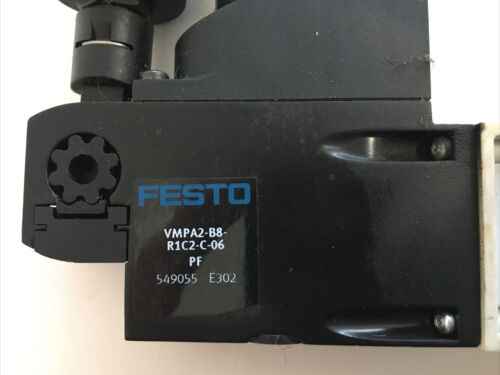 FESTO
VMPA2-B8-
R1C2-C-06
PF
549055 E302